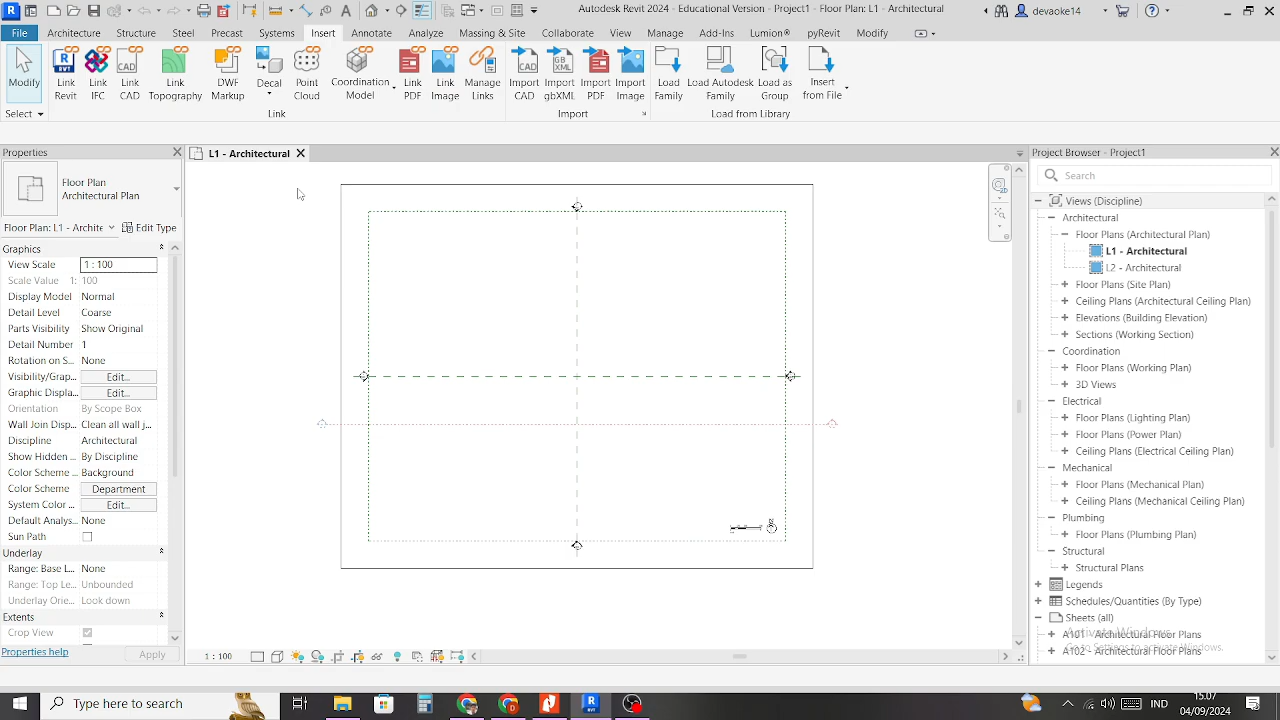 Autodesk Revit 2024 - Educational Version - Project1 - Floor Plan: L1 - Architectural
devaoke14
File Architecture Structure Steel Precast Systems Insert Annotate Analyze Massing & Site Collaborate View Manage Add-Ins Lumion® pyRevit Modify
Modify
Link Revit
Link IFC
Link CAD
Link Topography
DWF Markup
Decal
Point Cloud
Coordination Model
Link PDF
Link Image
Manage Links
Import CAD
Import gbXML
Import PDF
Import Image
Load Family
Load Autodesk Family
Load as Group
Insert from File
Select Link Import Load from Library
Properties
L1 - Architectural
Project Browser - Project1
Floor Plan
Architectural Plan
Search
Floor Plan: L1 - Archite
Edit Type
Graphics
View Scale 1 : 100
Scale Value 1: 100
Display Model Normal
Detail Level Coarse
Parts Visibility Show Original
Detail Number 1
Rotation on S... None
Visibility/Grap... Edit...
Graphic Displ... Edit...
Orientation By Scope Box
Wall Join Displ... Clean all wall j...
Discipline Architectural
Show Hidden ... By Discipline
Color Scheme ... Background
Color Scheme Department
System Color ... Edit...
Default Analys... None
Sun Path
Underlay
Range: Base L... None
Range: Top Le... Unbounded
Underlay Orie... Look down
Extents
Crop View
Properties help
Apply
1 : 100
Views (Discipline)
Architectural
Floor Plans (Architectural Plan)
L1 - Architectural
L2 - Architectural
Floor Plans (Site Plan)
Ceiling Plans (Architectural Ceiling Plan)
Elevations (Building Elevation)
Sections (Working Section)
Coordination
Floor Plans (Working Plan)
3D Views
Electrical
Floor Plans (Lighting Plan)
Floor Plans (Power Plan)
Ceiling Plans (Electrical Ceiling Plan)
Mechanical
Floor Plans (Mechanical Plan)
Ceiling Plans (Mechanical Ceiling Plan)
Plumbing
Floor Plans (Plumbing Plan)
Structural
Structural Plans
Legends
Schedules/Quantities (By Type)
Sheets (all)
A101 - Architectural Floor Plans
A102 - Architectural Floor Plans
Activate Windows
Go to Settings to activate Windows.
Type here to search
IND
15.07
04/09/2024